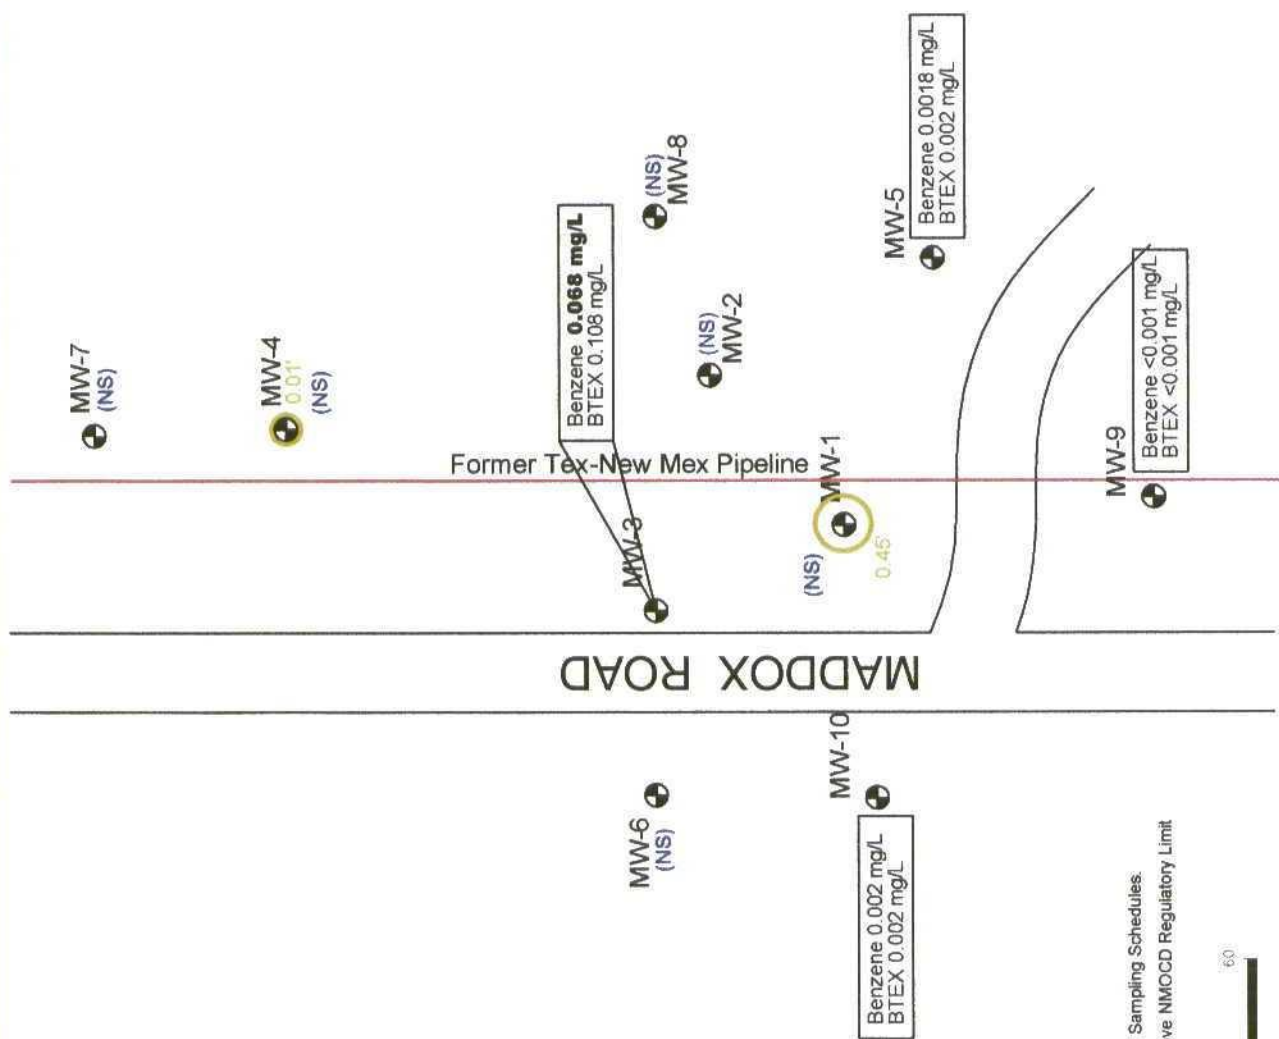 MW-7
(NS)
MW-4
0.01'
(NS)
Benzene 0.068 mg/L
BTEX 0.108 mg/L
(NS)
MW-8
(NS)
MW-2
MW-5
Benzene 0.0018 mg/L
BTEX 0.002 mg/L
Former Tex-New Mex Pipeline
MW-3
MW-1
(NS)
0.45'
MW-9
Benzene <0.001 mg/L
BTEX <0.001 mg/L
MADDOX ROAD
MW-6
(NS)
MW-10
Benzene 0.002 mg/L
BTEX 0.002 mg/L
Sampling Schedules.
ve NMOCD Regulatory Limit
60